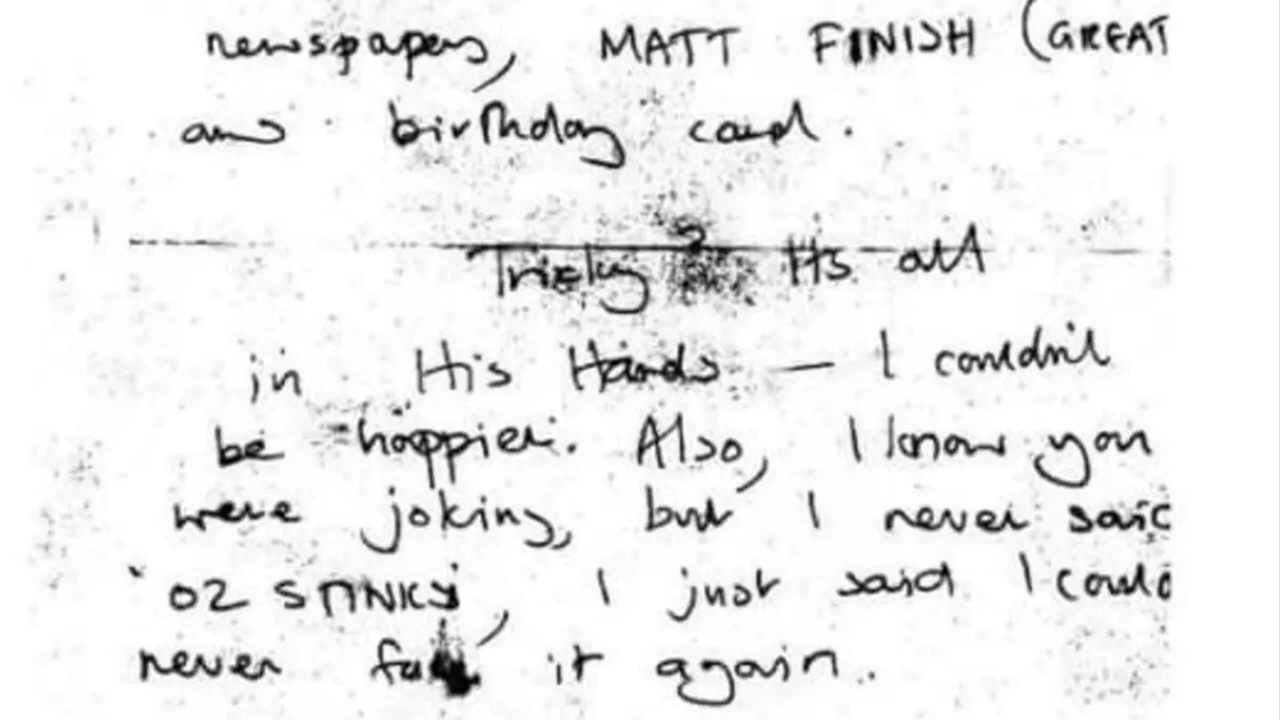 newspapers, MATT FINISH (GREAT
and birthday card.
Tricky? Its all
in His Hands — I couldn't
be happier. Also, I know you
were joking, but I never said
'OZ STINKS', I just said I could
never it again.